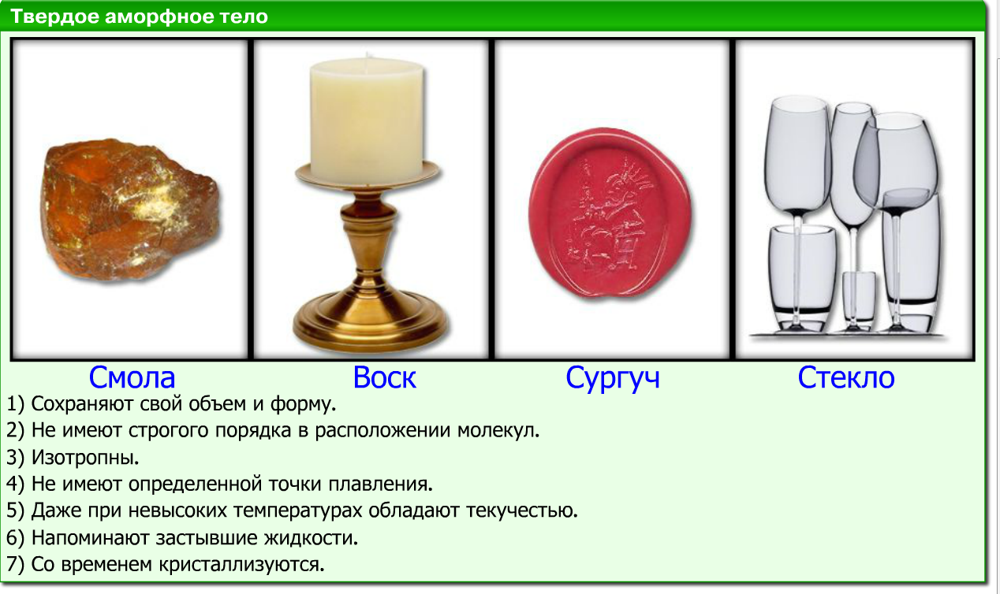 Твердое аморфное тело
Смола Воск Сургуч Стекло
1) Сохраняют свой объем и форму.
2) Не имеют строгого порядка в расположении молекул.
3) Изотропны.
4) Не имеют определенной точки плавления.
5) Даже при невысоких температурах обладают текучестью.
6) Напоминают застывшие жидкости.
7) Со временем кристаллизуются.